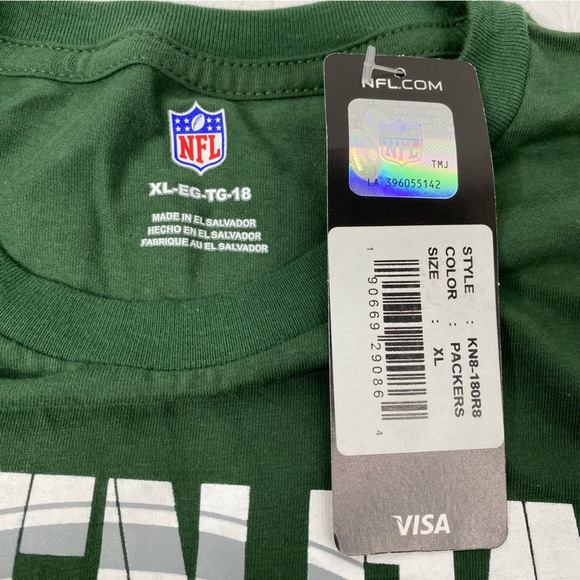 NFL
XL-EG-TG-18
MADE IN EL SALVADOR
HECHO EN EL SALVADOR
FABRIQUE AU EL SALVADOR
NFL.COM
NFL
TMJ
LA 396055142
STYLE : KN8-180R8
COLOR : PACKERS
SIZE : XL
1 90669 29086 4
VISA